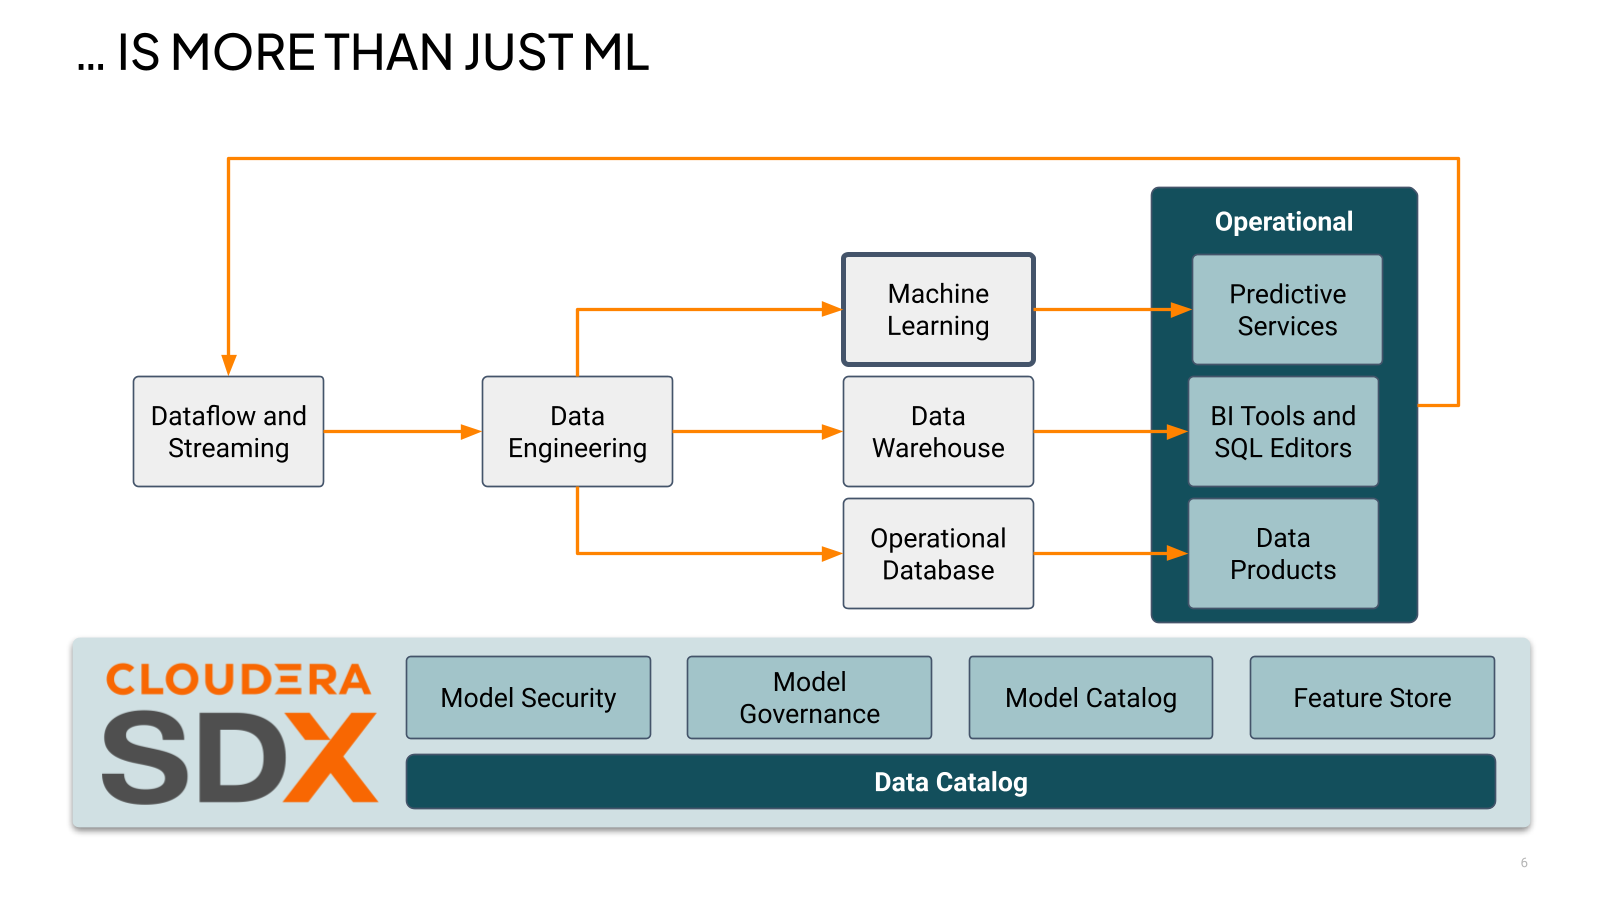 ... IS MORE THAN JUST ML
Operational
Machine
Learning
Predictive
Services
Dataflow and
Streaming
Data
Engineering
Data
Warehouse
BI Tools and
SQL Editors
Operational
Database
Data
Products
CLOUDERA
SDX
Model Security
Model
Governance
Model Catalog
Feature Store
Data Catalog
6